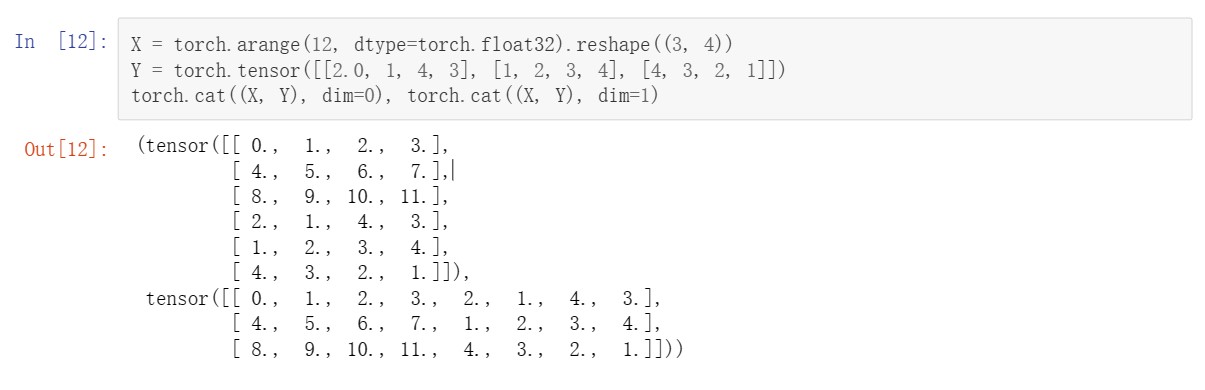 In [12]: X = torch.arange(12, dtype=torch.float32).reshape((3, 4))
Y = torch.tensor([[2.0, 1, 4, 3], [1, 2, 3, 4], [4, 3, 2, 1]])
torch.cat((X, Y), dim=0), torch.cat((X, Y), dim=1)
Out[12]: (tensor([[ 0.,  1.,  2.,  3.],
[ 4.,  5.,  6.,  7.],
[ 8.,  9., 10., 11.],
[ 2.,  1.,  4.,  3.],
[ 1.,  2.,  3.,  4.],
[ 4.,  3.,  2.,  1.]]),
tensor([[ 0.,  1.,  2.,  3.,  2.,  1.,  4.,  3.],
[ 4.,  5.,  6.,  7.,  1.,  2.,  3.,  4.],
[ 8.,  9., 10., 11.,  4.,  3.,  2.,  1.]]))